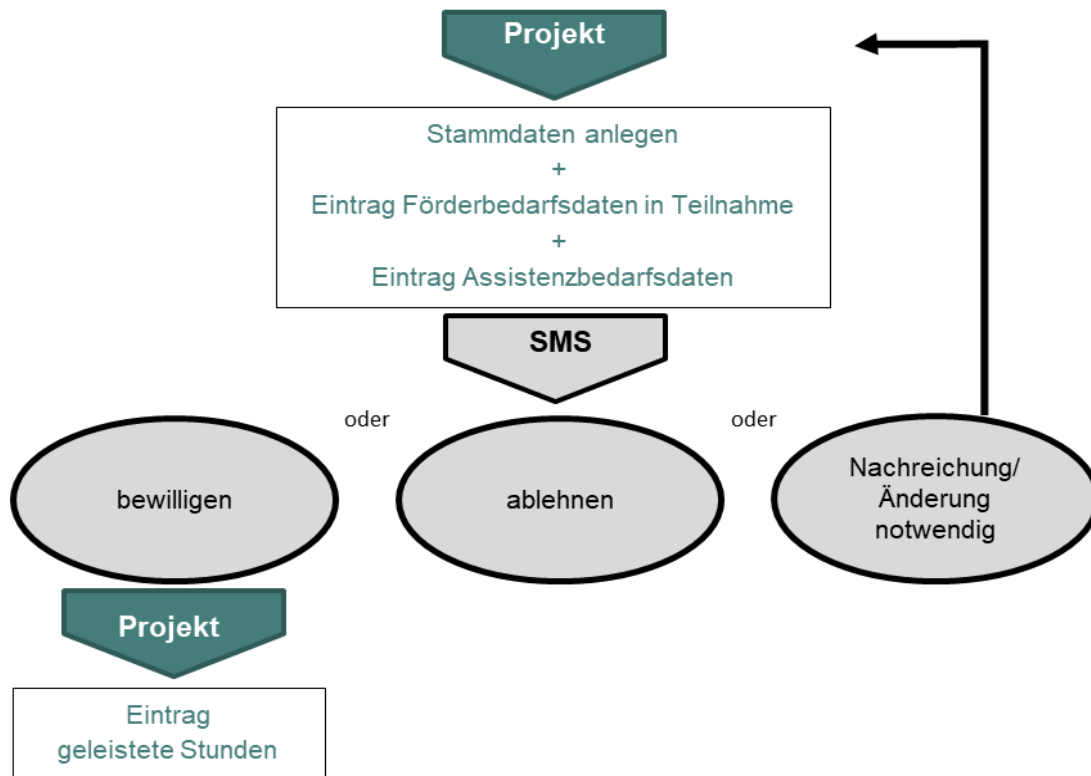 Projekt
Stammdaten anlegen
+
Eintrag Förderbedarfsdaten in Teilnahme
+
Eintrag Assistenzbedarfsdaten
SMS
oder
oder
bewilligen
ablehnen
Nachreichung/
Änderung
notwendig
Projekt
Eintrag
geleistete Stunden